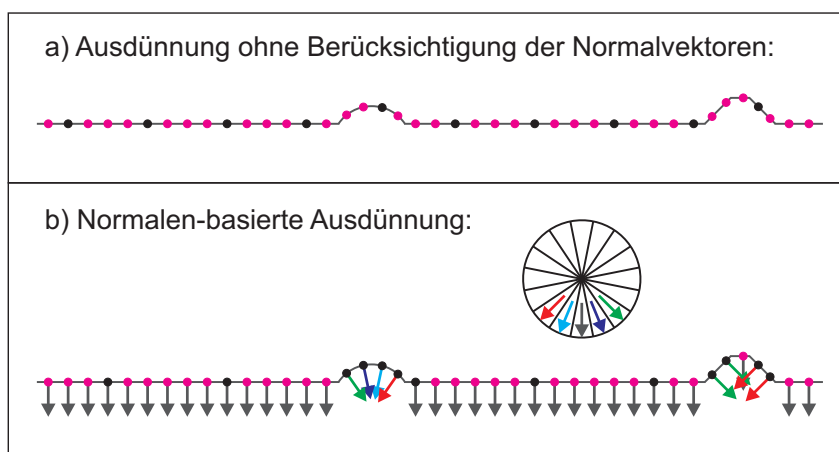 a) Ausdünnung ohne Berücksichtigung der Normalvektoren:
b) Normalen-basierte Ausdünnung: